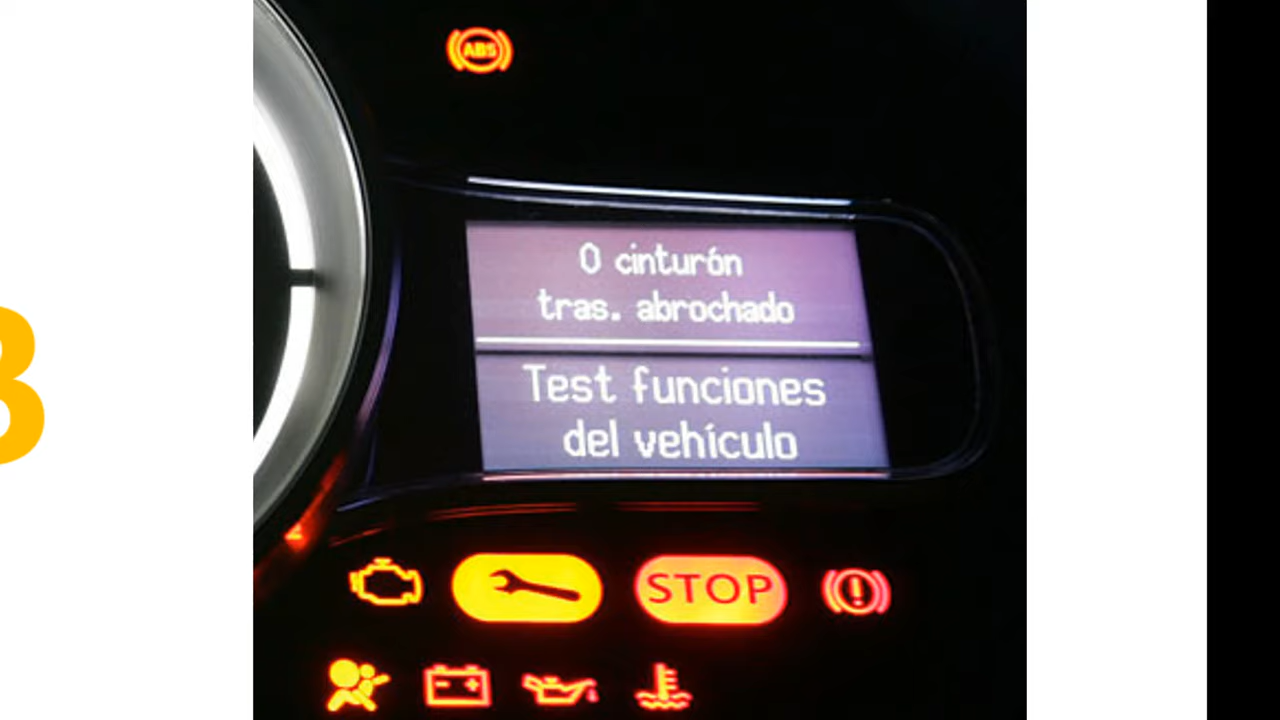 ABS
0 cinturón
tras. abrochado
Test funciones
del vehículo
STOP